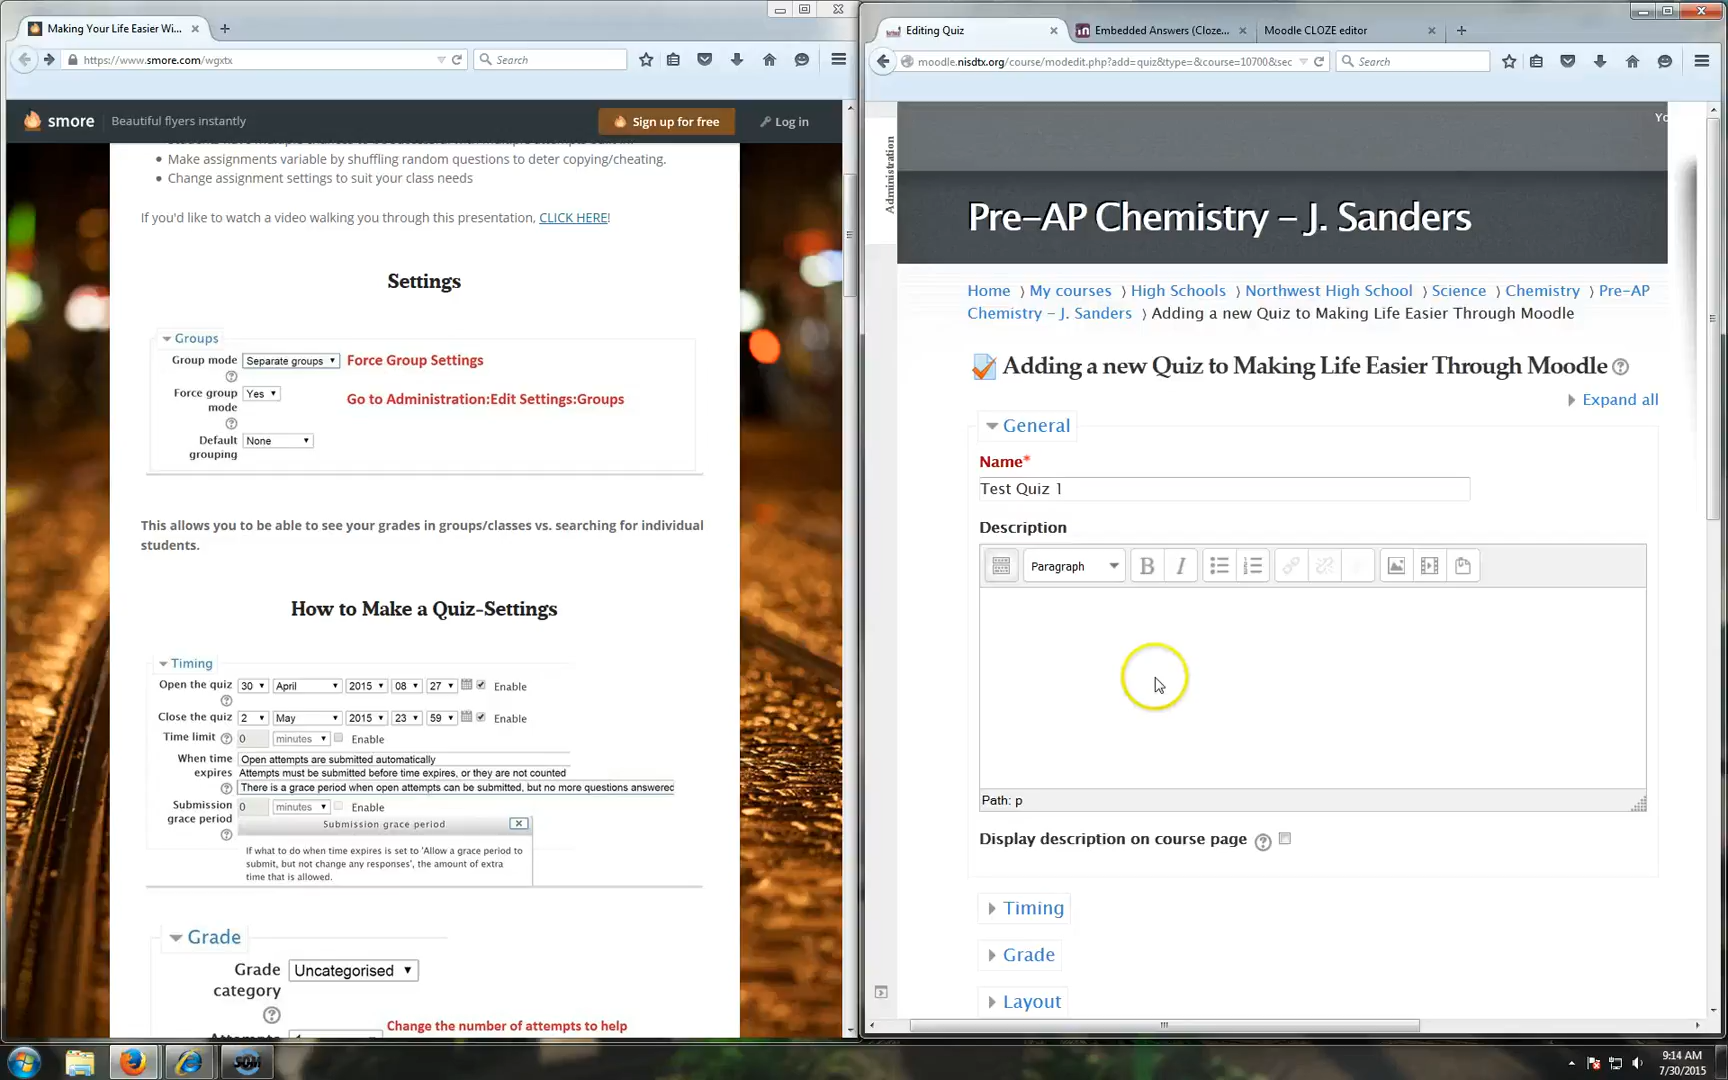 Making Your Life Easier Wi...
https://www.smore.com/wgxtx
Search
smore Beautiful flyers instantly
Sign up for free
Log in
Make assignments variable by shuffling random questions to deter copying/cheating.
Change assignment settings to suit your class needs
If you'd like to watch a video walking you through this presentation, CLICK HERE!
Settings
Groups
Group mode Separate groups Force Group Settings
Force group mode Yes Go to Administration:Edit Settings:Groups
Default grouping None
This allows you to be able to see your grades in groups/classes vs. searching for individual
students.
How to Make a Quiz-Settings
Timing
Open the quiz 30 April 2015 08 27 Enable
Close the quiz 2 May 2015 23 59 Enable
Time limit 0 minutes Enable
When time expires
Open attempts are submitted automatically
Attempts must be submitted before time expires, or they are not counted
There is a grace period when open attempts can be submitted, but no more questions answered
Submission grace period 0 minutes Enable
Submission grace period
If what to do when time expires is set to 'Allow a grace period to
submit, but not change any responses', the amount of extra
time that is allowed.
Grade
Grade category Uncategorised
Change the number of attempts to help
Editing Quiz
Embedded Answers (Cloze...
Moodle CLOZE editor
moodle.nisdtx.org/course/modedit.php?add=quiz&type=&course=10700&sec
Search
Administration
Yo
Pre-AP Chemistry - J. Sanders
Home 〉 My courses 〉 High Schools 〉 Northwest High School 〉 Science 〉 Chemistry 〉 Pre-AP
Chemistry - J. Sanders 〉 Adding a new Quiz to Making Life Easier Through Moodle
Adding a new Quiz to Making Life Easier Through Moodle
Expand all
General
Name*
Test Quiz 1
Description
Paragraph B I
Path: p
Display description on course page
Timing
Grade
Layout
9:14 AM
7/30/2015